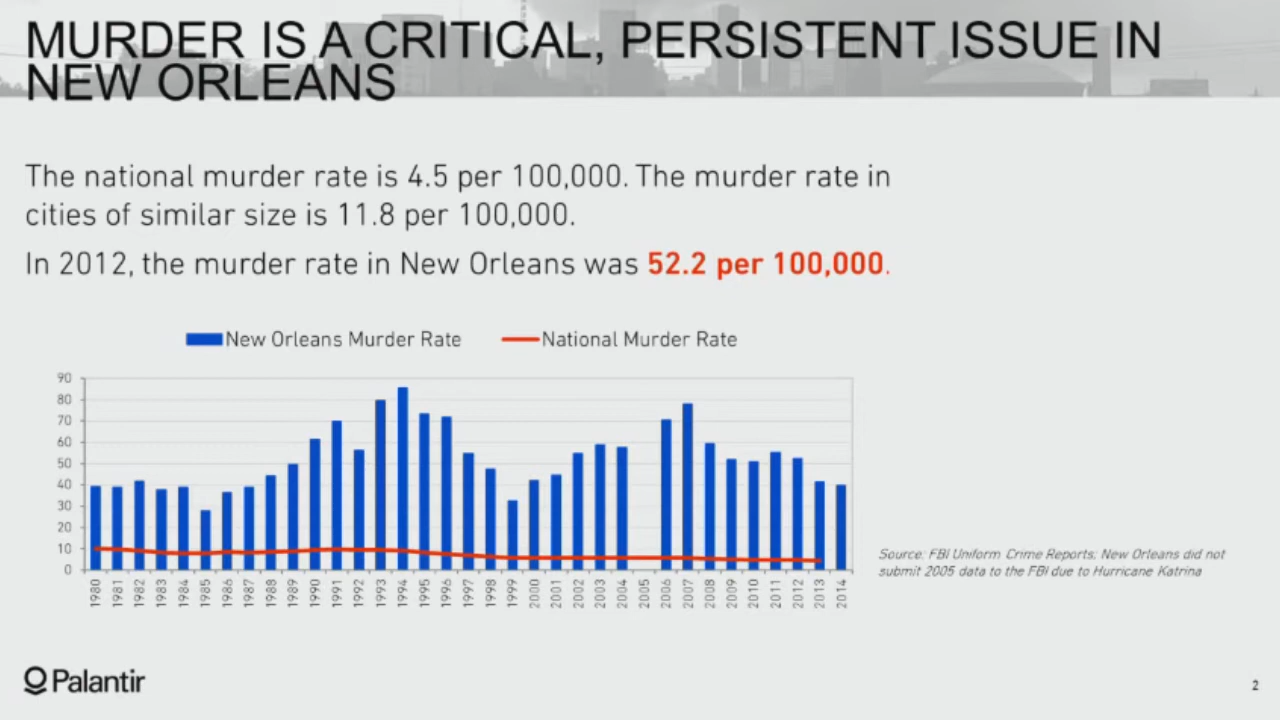 MURDER IS A CRITICAL, PERSISTENT ISSUE IN
NEW ORLEANS
The national murder rate is 4.5 per 100,000. The murder rate in
cities of similar size is 11.8 per 100,000.
In 2012, the murder rate in New Orleans was 52.2 per 100,000.
New Orleans Murder Rate
National Murder Rate
90
80
70
60
50
40
30
20
10
0
1980 1981 1982 1983 1984 1985 1986 1987 1988 1989 1990 1991 1992 1993 1994 1995 1996 1997 1998 1999 2000 2001 2002 2003 2004 2005 2006 2007 2008 2009 2010 2011 2012 2013 2014
Source: FBI Uniform Crime Reports; New Orleans did not
submit 2005 data to the FBI due to Hurricane Katrina
Palantir
2